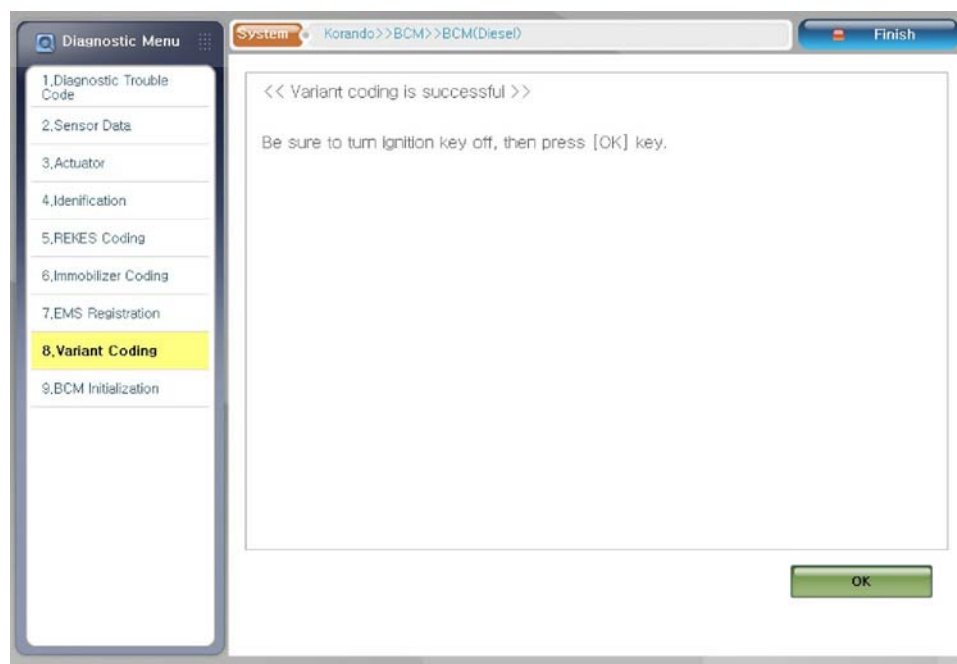 Diagnostic Menu
System
Korando>>BCM>>BCM(Diesel)
Finish
1,Diagnostic Trouble
Code
2,Sensor Data
3,Actuator
4,Idenification
5,REKES Coding
6,Immobilizer Coding
7,EMS Registration
8,Variant Coding
9,BCM Initialization
<< Variant coding is successful >>
Be sure to turn ignition key off, then press [OK] key.
OK